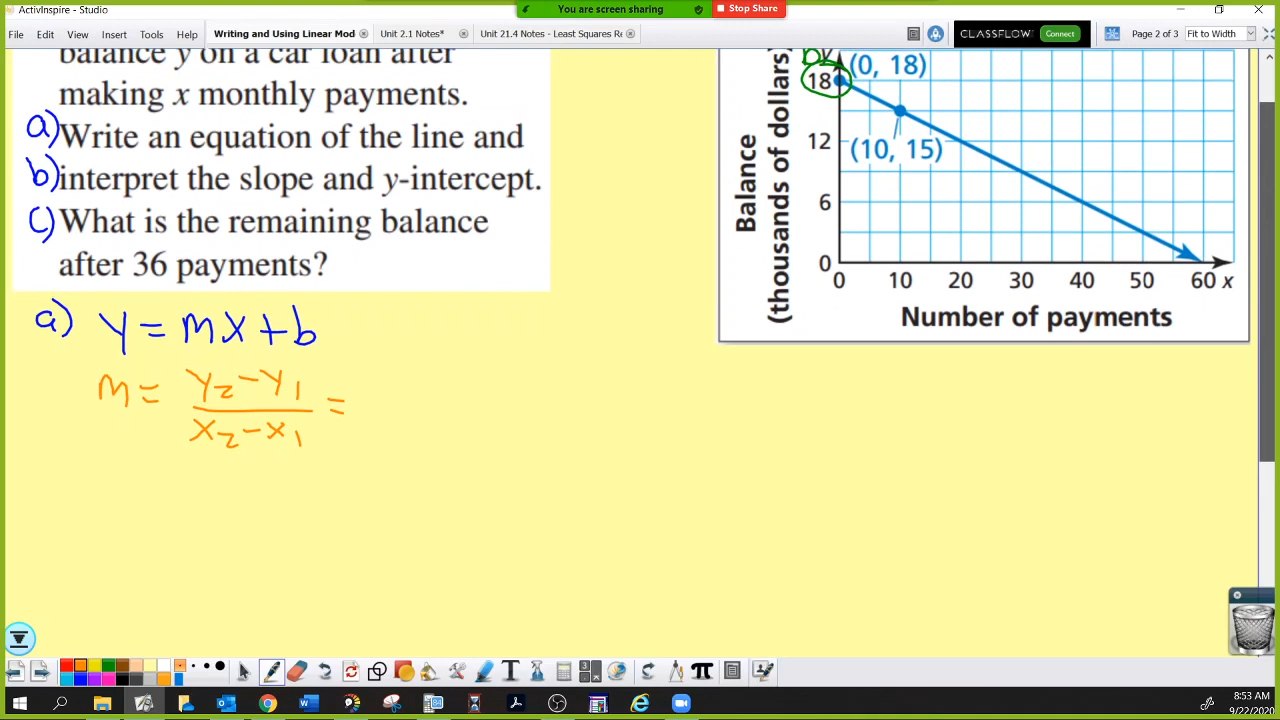 ActivInspire - Studio
You are screen sharing
Stop Share
File Edit View Insert Tools Help
Writing and Using Linear Mod
Unit 2.1 Notes*
Unit 21.4 Notes - Least Squares Re
CLASSFLOW Connect
Page 2 of 3
Fit to Width
balance y on a car loan after
making x monthly payments.
a) Write an equation of the line and
b) interpret the slope and y-intercept.
c) What is the remaining balance
after 36 payments?
a) y = mx + b
m = y2 - y1 =
x2 - x1
Balance
(thousands of dollars)
b
y
18
(0, 18)
12
(10, 15)
6
0
0 10 20 30 40 50 60 x
Number of payments
8:53 AM
9/22/2020